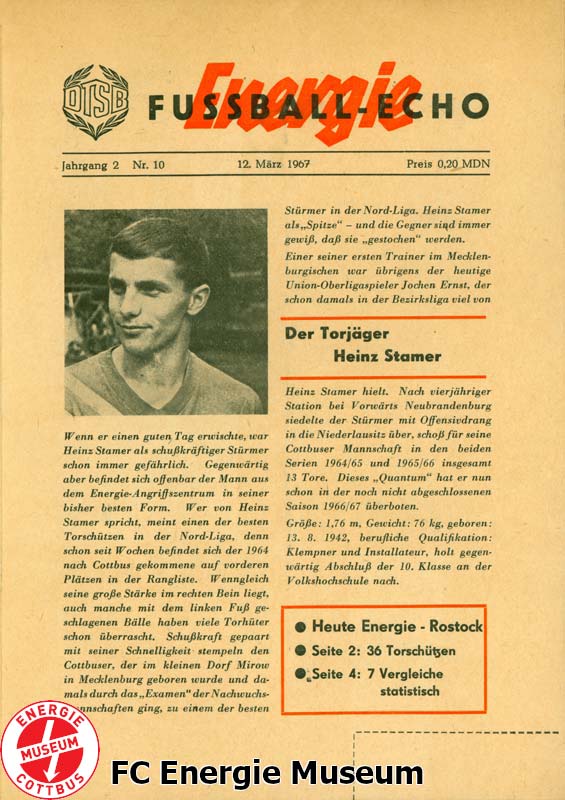 DTSB
Energie
FUSSBALL-ECHO
Jahrgang 2 Nr. 10 12. März 1967 Preis 0,20 MDN
Wenn er einen guten Tag erwischte, war
Heinz Stamer als schußkräftiger Stürmer
schon immer gefährlich. Gegenwärtig
aber befindet sich offenbar der Mann aus
dem Energie-Angriffszentrum in seiner
bisher besten Form. Wer von Heinz
Stamer spricht, meint einen der besten
Torschützen in der Nord-Liga, denn
schon seit Wochen befindet sich der 1964
nach Cottbus gekommene auf vorderen
Plätzen in der Rangliste. Wenngleich
seine große Stärke im rechten Bein liegt,
auch manche mit dem linken Fuß ge-
schlagenen Bälle haben viele Torhüter
schon überrascht. Schußkraft gepaart
mit seiner Schnelligkeit stempeln den
Cottbuser, der im kleinen Dorf Mirow
in Mecklenburg geboren wurde und da-
mals durch das „Examen" der Nachwuchs-
mannschaften ging, zu einem der besten
Stürmer in der Nord-Liga. Heinz Stamer
als „Spitze" – und die Gegner sind immer
gewiß, daß sie „gestochen" werden.
Einer seiner ersten Trainer im Mecklen-
burgischen war übrigens der heutige
Union-Oberligaspieler Jochen Ernst, der
schon damals in der Bezirksliga viel von
Der Torjäger
Heinz Stamer
Heinz Stamer hielt. Nach vierjähriger
Station bei Vorwärts Neubrandenburg
siedelte der Stürmer mit Offensivdrang
in die Niederlausitz über, schoß für seine
Cottbuser Mannschaft in den beiden
Serien 1964/65 und 1965/66 insgesamt
13 Tore. Dieses „Quantum" hat er nun
schon in der noch nicht abgeschlossenen
Saison 1966/67 überboten.
Größe: 1,76 m, Gewicht: 76 kg, geboren:
13. 8. 1942, berufliche Qualifikation:
Klempner und Installateur, holt gegen-
wärtig Abschluß der 10. Klasse an der
Volkshochschule nach.
● Heute Energie - Rostock
● Seite 2: 36 Torschützen
● Seite 4: 7 Vergleiche
statistisch
ENERGIE
MUSEUM
COTTBUS
FC Energie Museum